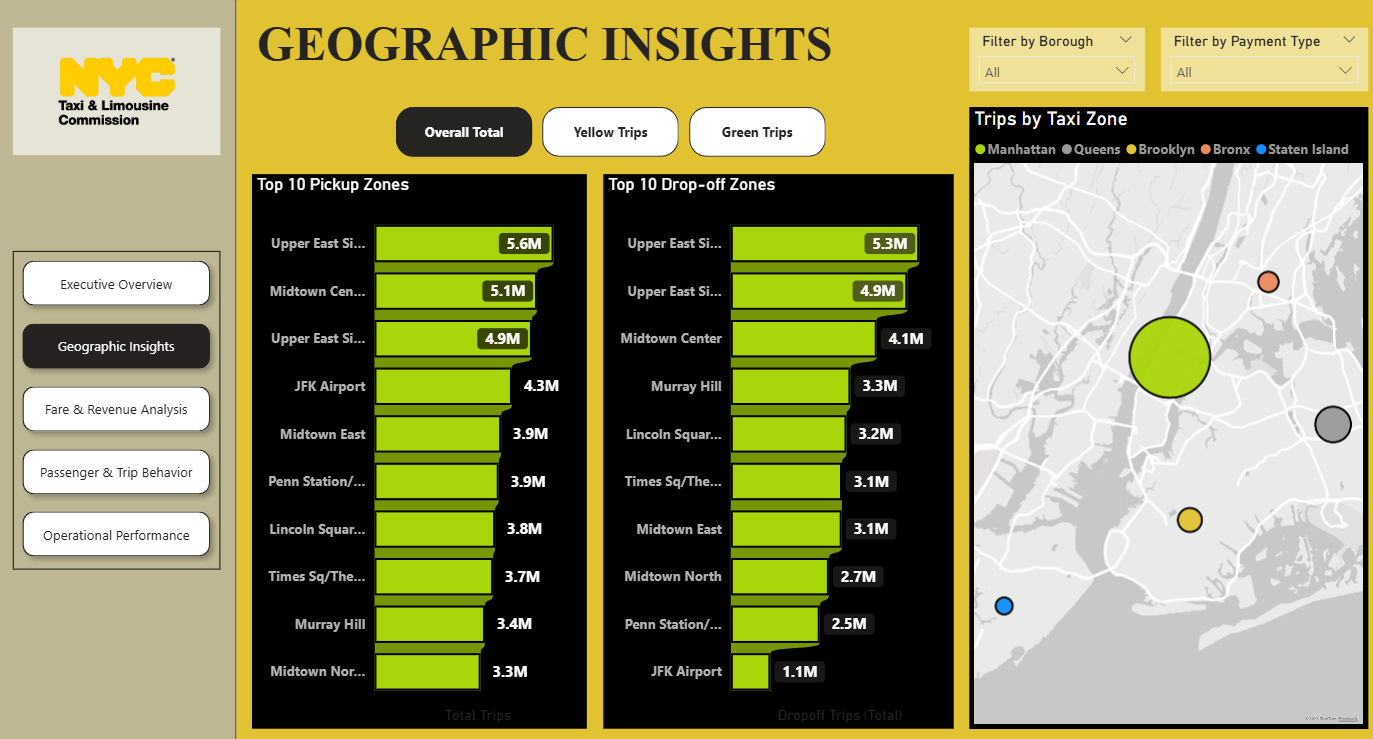 NYC
Taxi & Limousine
Commission
Executive Overview
Geographic Insights
Fare & Revenue Analysis
Passenger & Trip Behavior
Operational Performance
GEOGRAPHIC INSIGHTS
Filter by Borough
All
Filter by Payment Type
All
Overall Total
Yellow Trips
Green Trips
Top 10 Pickup Zones
Upper East Si... 5.6M
Midtown Cen... 5.1M
Upper East Si... 4.9M
JFK Airport 4.3M
Midtown East 3.9M
Penn Station/... 3.9M
Lincoln Squar... 3.8M
Times Sq/The... 3.7M
Murray Hill 3.4M
Midtown Nor... 3.3M
Total Trips
Top 10 Drop-off Zones
Upper East Si... 5.3M
Upper East Si... 4.9M
Midtown Center 4.1M
Murray Hill 3.3M
Lincoln Squar... 3.2M
Times Sq/The... 3.1M
Midtown East 3.1M
Midtown North 2.7M
Penn Station/... 2.5M
JFK Airport 1.1M
Dropoff Trips (Total)
Trips by Taxi Zone
Manhattan Queens Brooklyn Bronx Staten Island